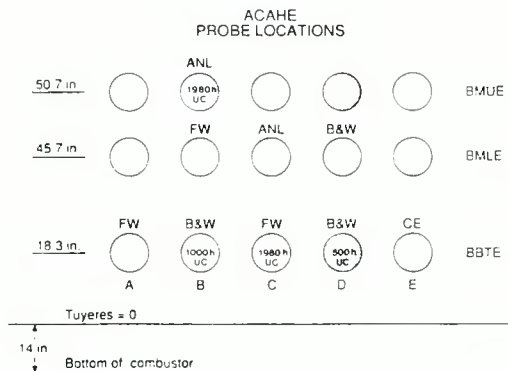 ACAHE
PROBE LOCATIONS
ANL
50.7 in.
1980h
UC
BMUE
FW ANL B&W
45.7 in.
BMLE
FW B&W FW B&W CE
18.3 in.
1000h
UC
1980h
UC
500h
UC
BBTE
A B C D E
Tuyeres = 0
14 in
Bottom of combustor